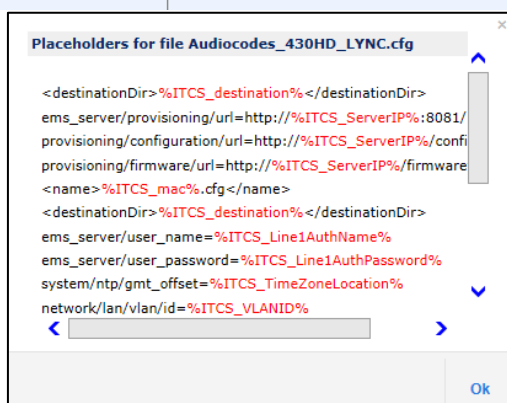 Placeholders for file Audiocodes_430HD_LYNC.cfg
<destinationDir>%ITCS_destination%</destinationDir>
ems_server/provisioning/url=http://%ITCS_ServerIP%:8081/
provisioning/configuration/url=http://%ITCS_ServerIP%/confi
provisioning/firmware/url=http://%ITCS_ServerIP%/firmware
<name>%ITCS_mac%.cfg</name>
<destinationDir>%ITCS_destination%</destinationDir>
ems_server/user_name=%ITCS_Line1AuthName%
ems_server/user_password=%ITCS_Line1AuthPassword%
system/ntp/gmt_offset=%ITCS_TimeZoneLocation%
network/lan/vlan/id=%ITCS_VLANID%
Ok